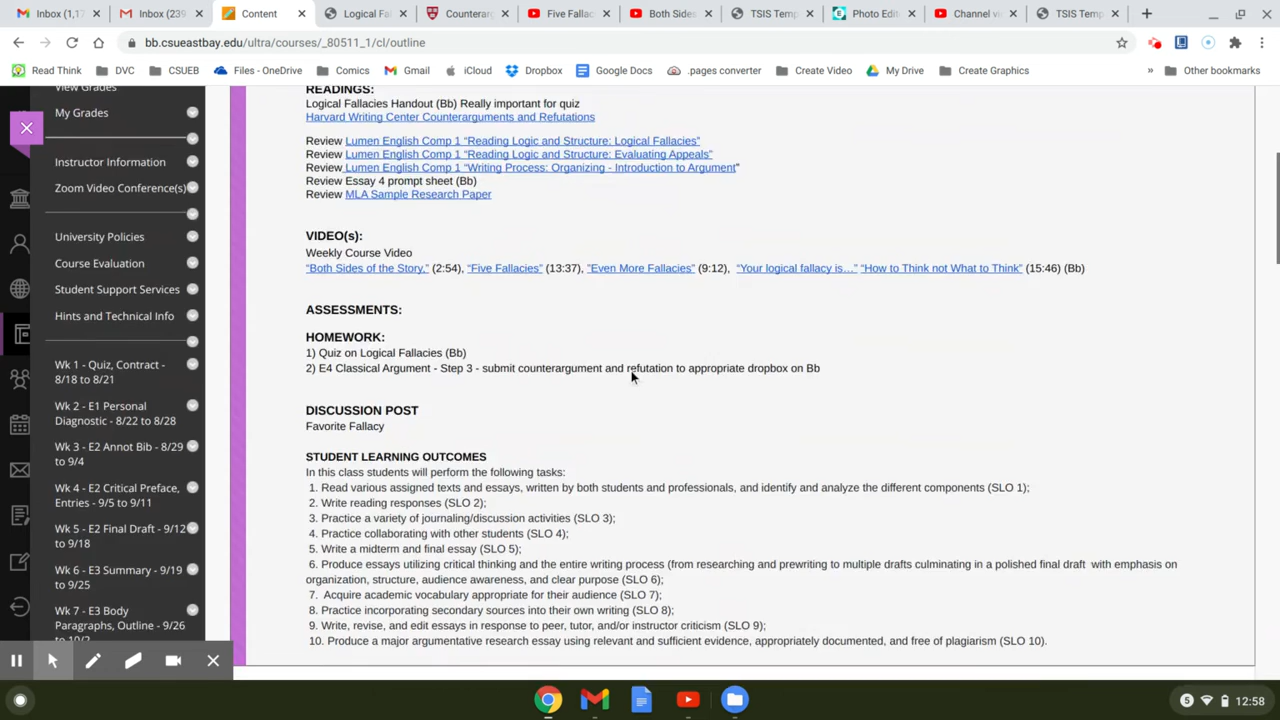 Inbox (1,17
Inbox (239
Content
Logical Fa
Counterarg
Five Fallac
Both Sides
TSIS Temp
Photo Edit
Channel vi
TSIS Temp
bb.csueastbay.edu/ultra/courses/_80511_1/cl/outline
Read Think
DVC
CSUEB
Files - OneDrive
Comics
Gmail
iCloud
Dropbox
Google Docs
.pages converter
Create Video
My Drive
Create Graphics
»
Other bookmarks
View Grades
My Grades
Instructor Information
Zoom Video Conference(s)
University Policies
Course Evaluation
Student Support Services
Hints and Technical Info
Wk 1 - Quiz, Contract -
8/18 to 8/21
Wk 2 - E1 Personal
Diagnostic - 8/22 to 8/28
Wk 3 - E2 Annot Bib - 8/29
to 9/4
Wk 4 - E2 Critical Preface,
Entries - 9/5 to 9/11
Wk 5 - E2 Final Draft - 9/12
to 9/18
Wk 6 - E3 Summary - 9/19
to 9/25
Wk 7 - E3 Body
Paragraphs, Outline - 9/26
to 10/2
READINGS:
Logical Fallacies Handout (Bb) Really important for quiz
Harvard Writing Center Counterarguments and Refutations
Review Lumen English Comp 1 “Reading Logic and Structure: Logical Fallacies”
Review Lumen English Comp 1 “Reading Logic and Structure: Evaluating Appeals”
Review Lumen English Comp 1 “Writing Process: Organizing - Introduction to Argument”
Review Essay 4 prompt sheet (Bb)
Review MLA Sample Research Paper
VIDEO(s):
Weekly Course Video
“Both Sides of the Story,” (2:54), “Five Fallacies” (13:37), “Even More Fallacies” (9:12), “Your logical fallacy is…” “How to Think not What to Think” (15:46) (Bb)
ASSESSMENTS:
HOMEWORK:
1) Quiz on Logical Fallacies (Bb)
2) E4 Classical Argument - Step 3 - submit counterargument and refutation to appropriate dropbox on Bb
DISCUSSION POST
Favorite Fallacy
STUDENT LEARNING OUTCOMES
In this class students will perform the following tasks:
1. Read various assigned texts and essays, written by both students and professionals, and identify and analyze the different components (SLO 1);
2. Write reading responses (SLO 2);
3. Practice a variety of journaling/discussion activities (SLO 3);
4. Practice collaborating with other students (SLO 4);
5. Write a midterm and final essay (SLO 5);
6. Produce essays utilizing critical thinking and the entire writing process (from researching and prewriting to multiple drafts culminating in a polished final draft with emphasis on
organization, structure, audience awareness, and clear purpose (SLO 6);
7. Acquire academic vocabulary appropriate for their audience (SLO 7);
8. Practice incorporating secondary sources into their own writing (SLO 8);
9. Write, revise, and edit essays in response to peer, tutor, and/or instructor criticism (SLO 9);
10. Produce a major argumentative research essay using relevant and sufficient evidence, appropriately documented, and free of plagiarism (SLO 10).
5
12:58